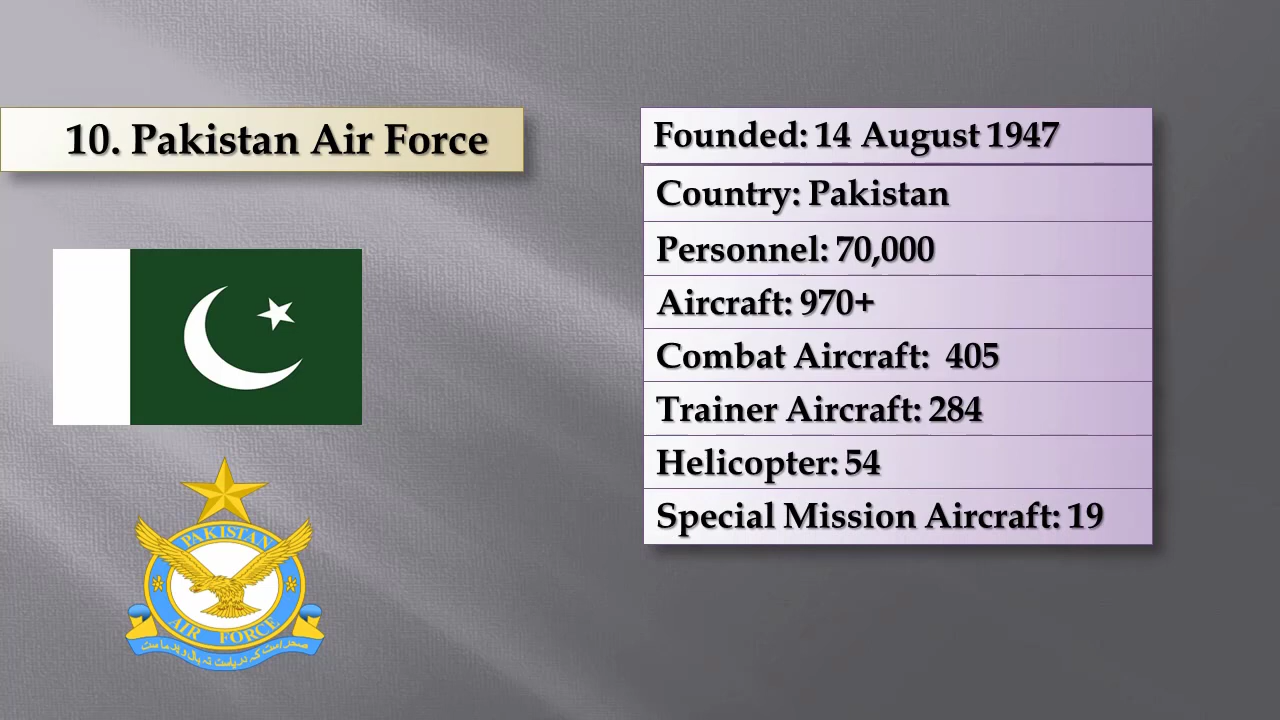 10. Pakistan Air Force
Founded: 14 August 1947
Country: Pakistan
Personnel: 70,000
Aircraft: 970+
Combat Aircraft:  405
Trainer Aircraft: 284
Helicopter: 54
Special Mission Aircraft: 19
PAKISTAN
AIR FORCE